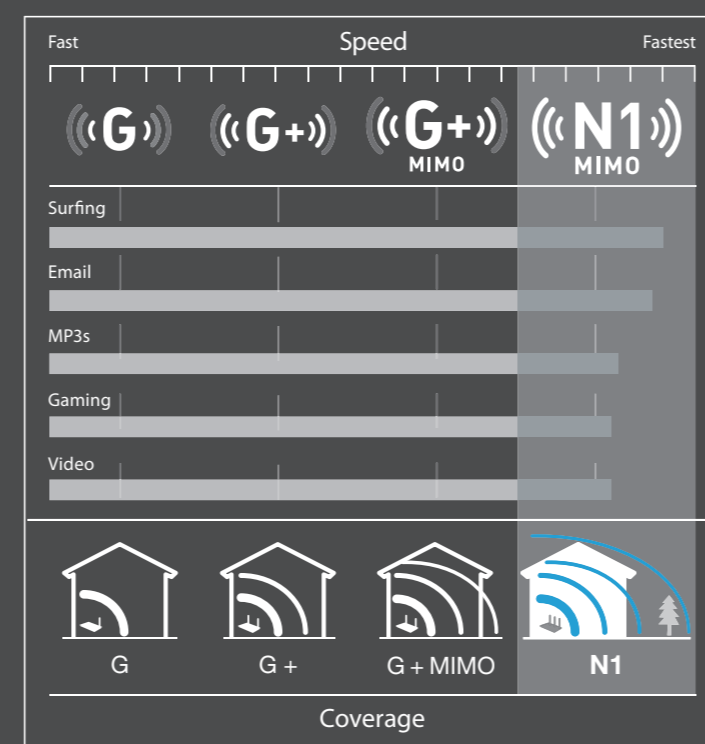 Fast Speed Fastest
G G+ G+ N1
MIMO MIMO
Surfing
Email
MP3s
Gaming
Video
G G + G + MIMO N1
Coverage